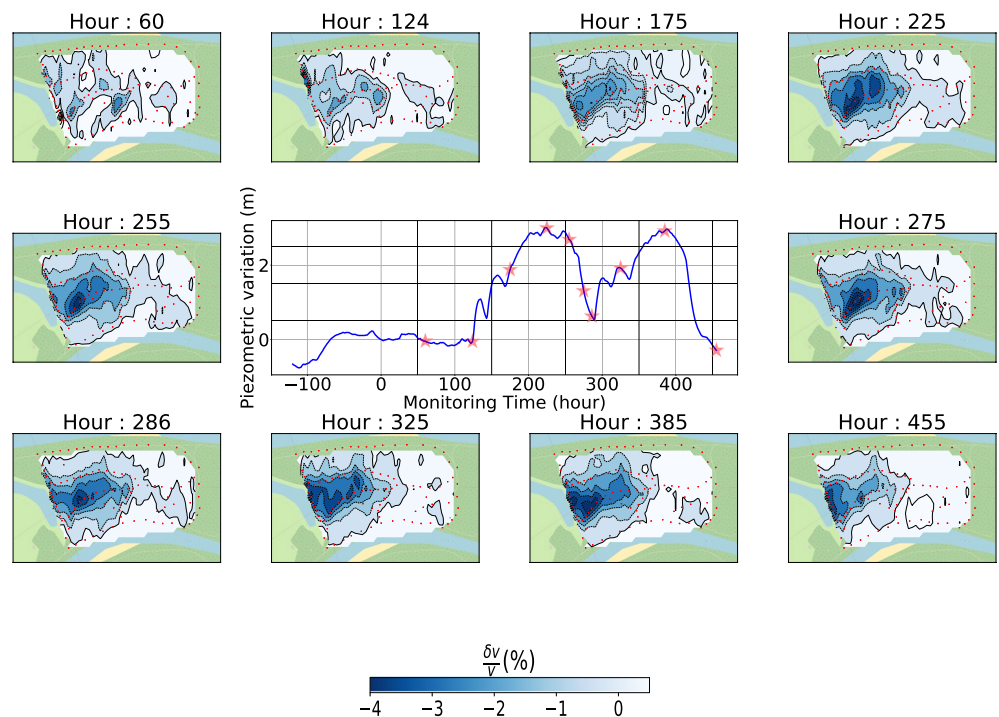 Hour : 60
Hour : 124
Hour : 175
Hour : 225
Hour : 255
Hour : 275
Piezometric variation (m)
2
0
−100 0 100 200 300 400
Monitoring Time (hour)
Hour : 286
Hour : 325
Hour : 385
Hour : 455
δv/v (%)
−4 −3 −2 −1 0